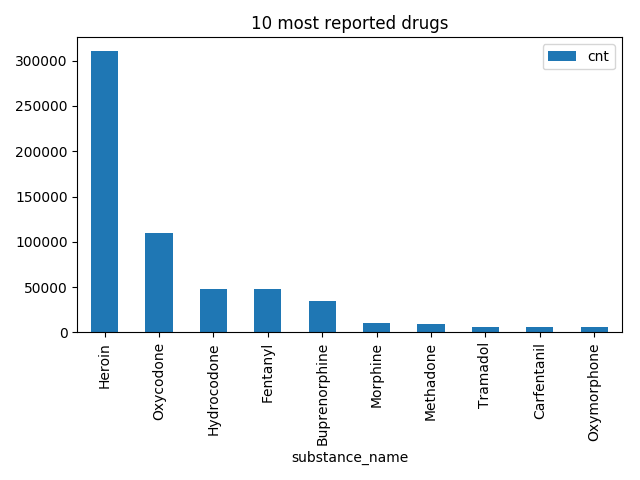 10 most reported drugs
cnt
300000
250000
200000
150000
100000
50000
0
Heroin
Oxycodone
Hydrocodone
Fentanyl
Buprenorphine
Morphine
Methadone
Tramadol
Carfentanil
Oxymorphone
substance_name